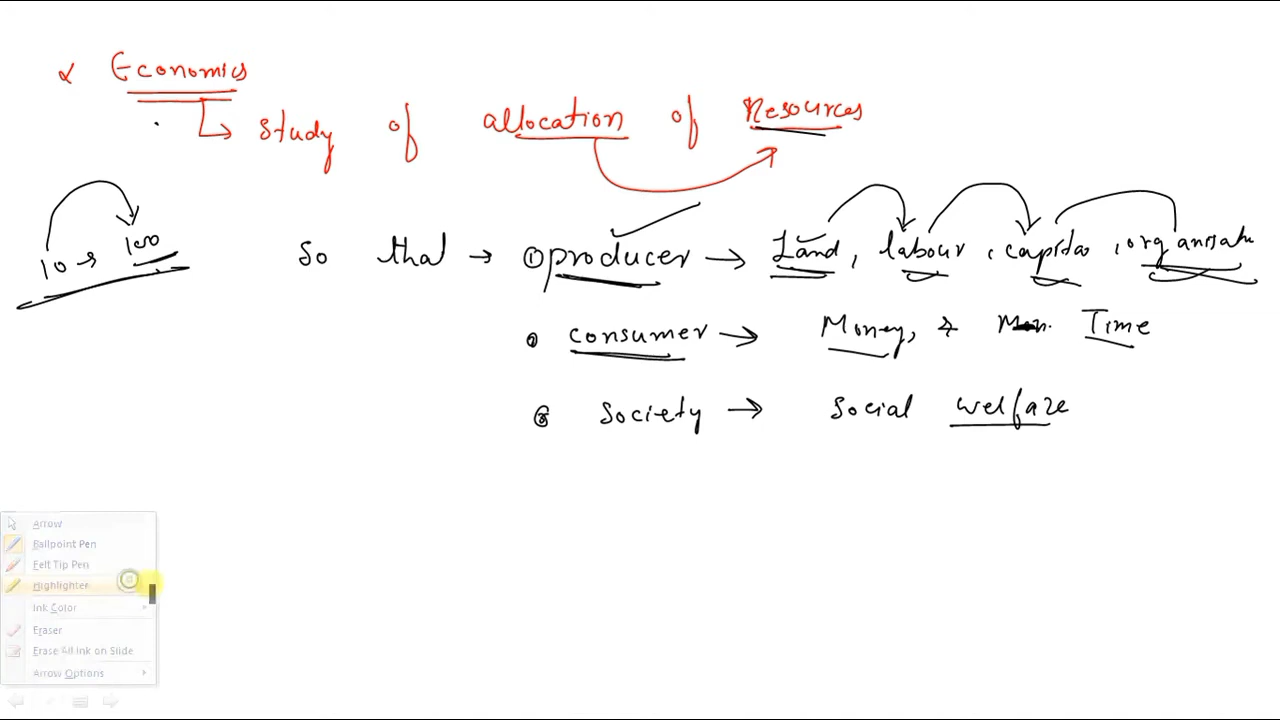 Economics
Study of allocation of Resources
10 → 100
So that → ① producer → Land, labour, capital, organisatn
consumer → Money, & Time
③ Society → Social welfare
Arrow
Ballpoint Pen
Felt Tip Pen
Highlighter
Ink Color
Eraser
Erase All Ink on Slide
Arrow Options